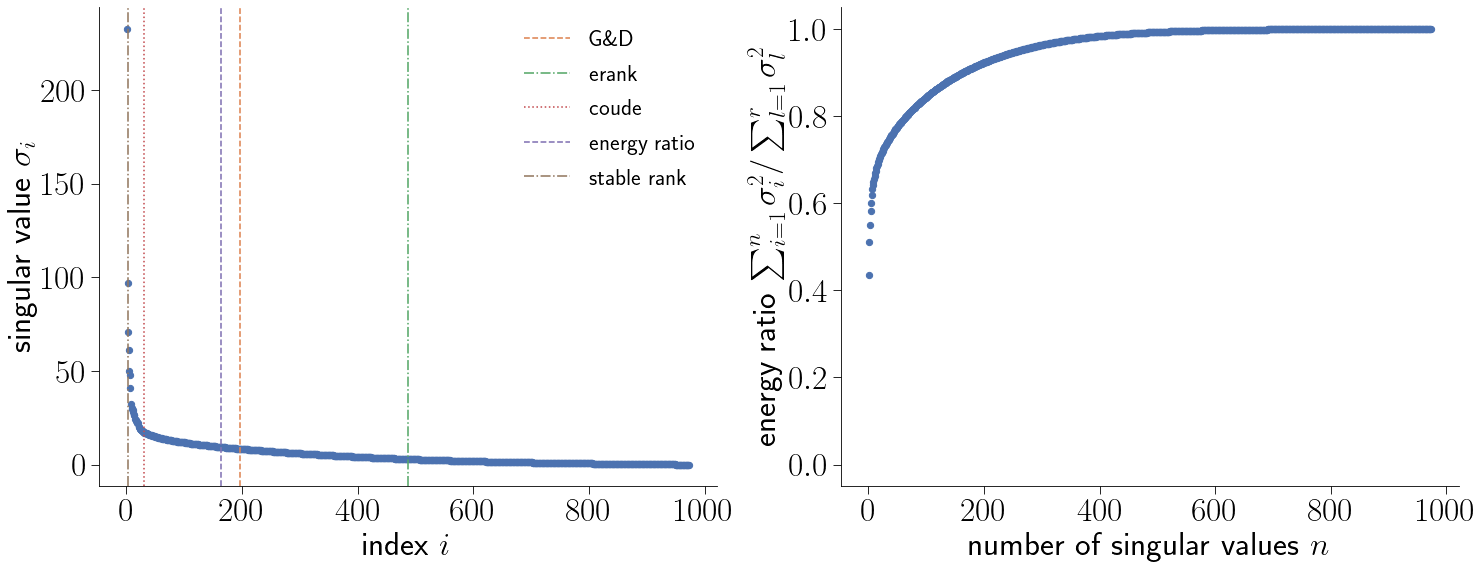 singular value σ_i
200
150
100
50
0
0 200 400 600 800 1000
index i
G&D
erank
coude
energy ratio
stable rank
energy ratio ∑_{i=1}^{n} σ_i^2 / ∑_{l=1}^{r} σ_l^2
1.0
0.8
0.6
0.4
0.2
0.0
0 200 400 600 800 1000
number of singular values n